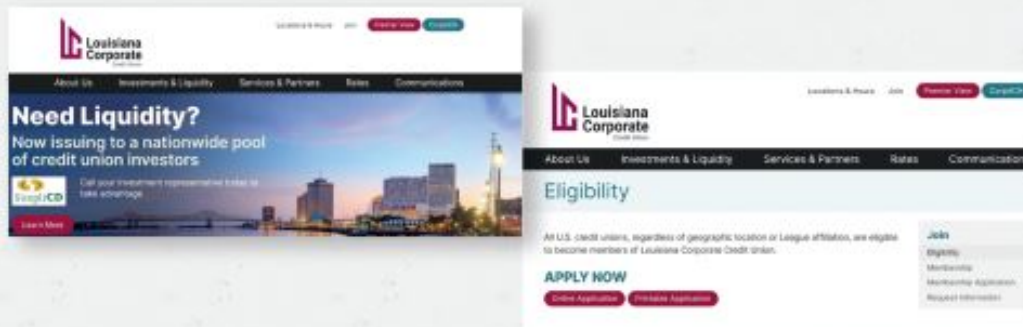 Louisiana
Corporate
Locations & Hours Join Premier View
About Us Investments & Liquidity Services & Partners Rates Communications
Need Liquidity?
Now issuing to a nationwide pool
of credit union investors
SimpliCD
Call your investment representative today to
take advantage
Learn More
Louisiana
Corporate
Credit Union
Locations & Hours Join Premier View
About Us Investments & Liquidity Services & Partners Rates Communication
Eligibility
All U.S. credit unions, regardless of geographic location or League affiliation, are eligible
to become members of Louisiana Corporate Credit Union.
APPLY NOW
Online Application Printable Application
Join
Eligibility
Membership
Membership Application
Request Information